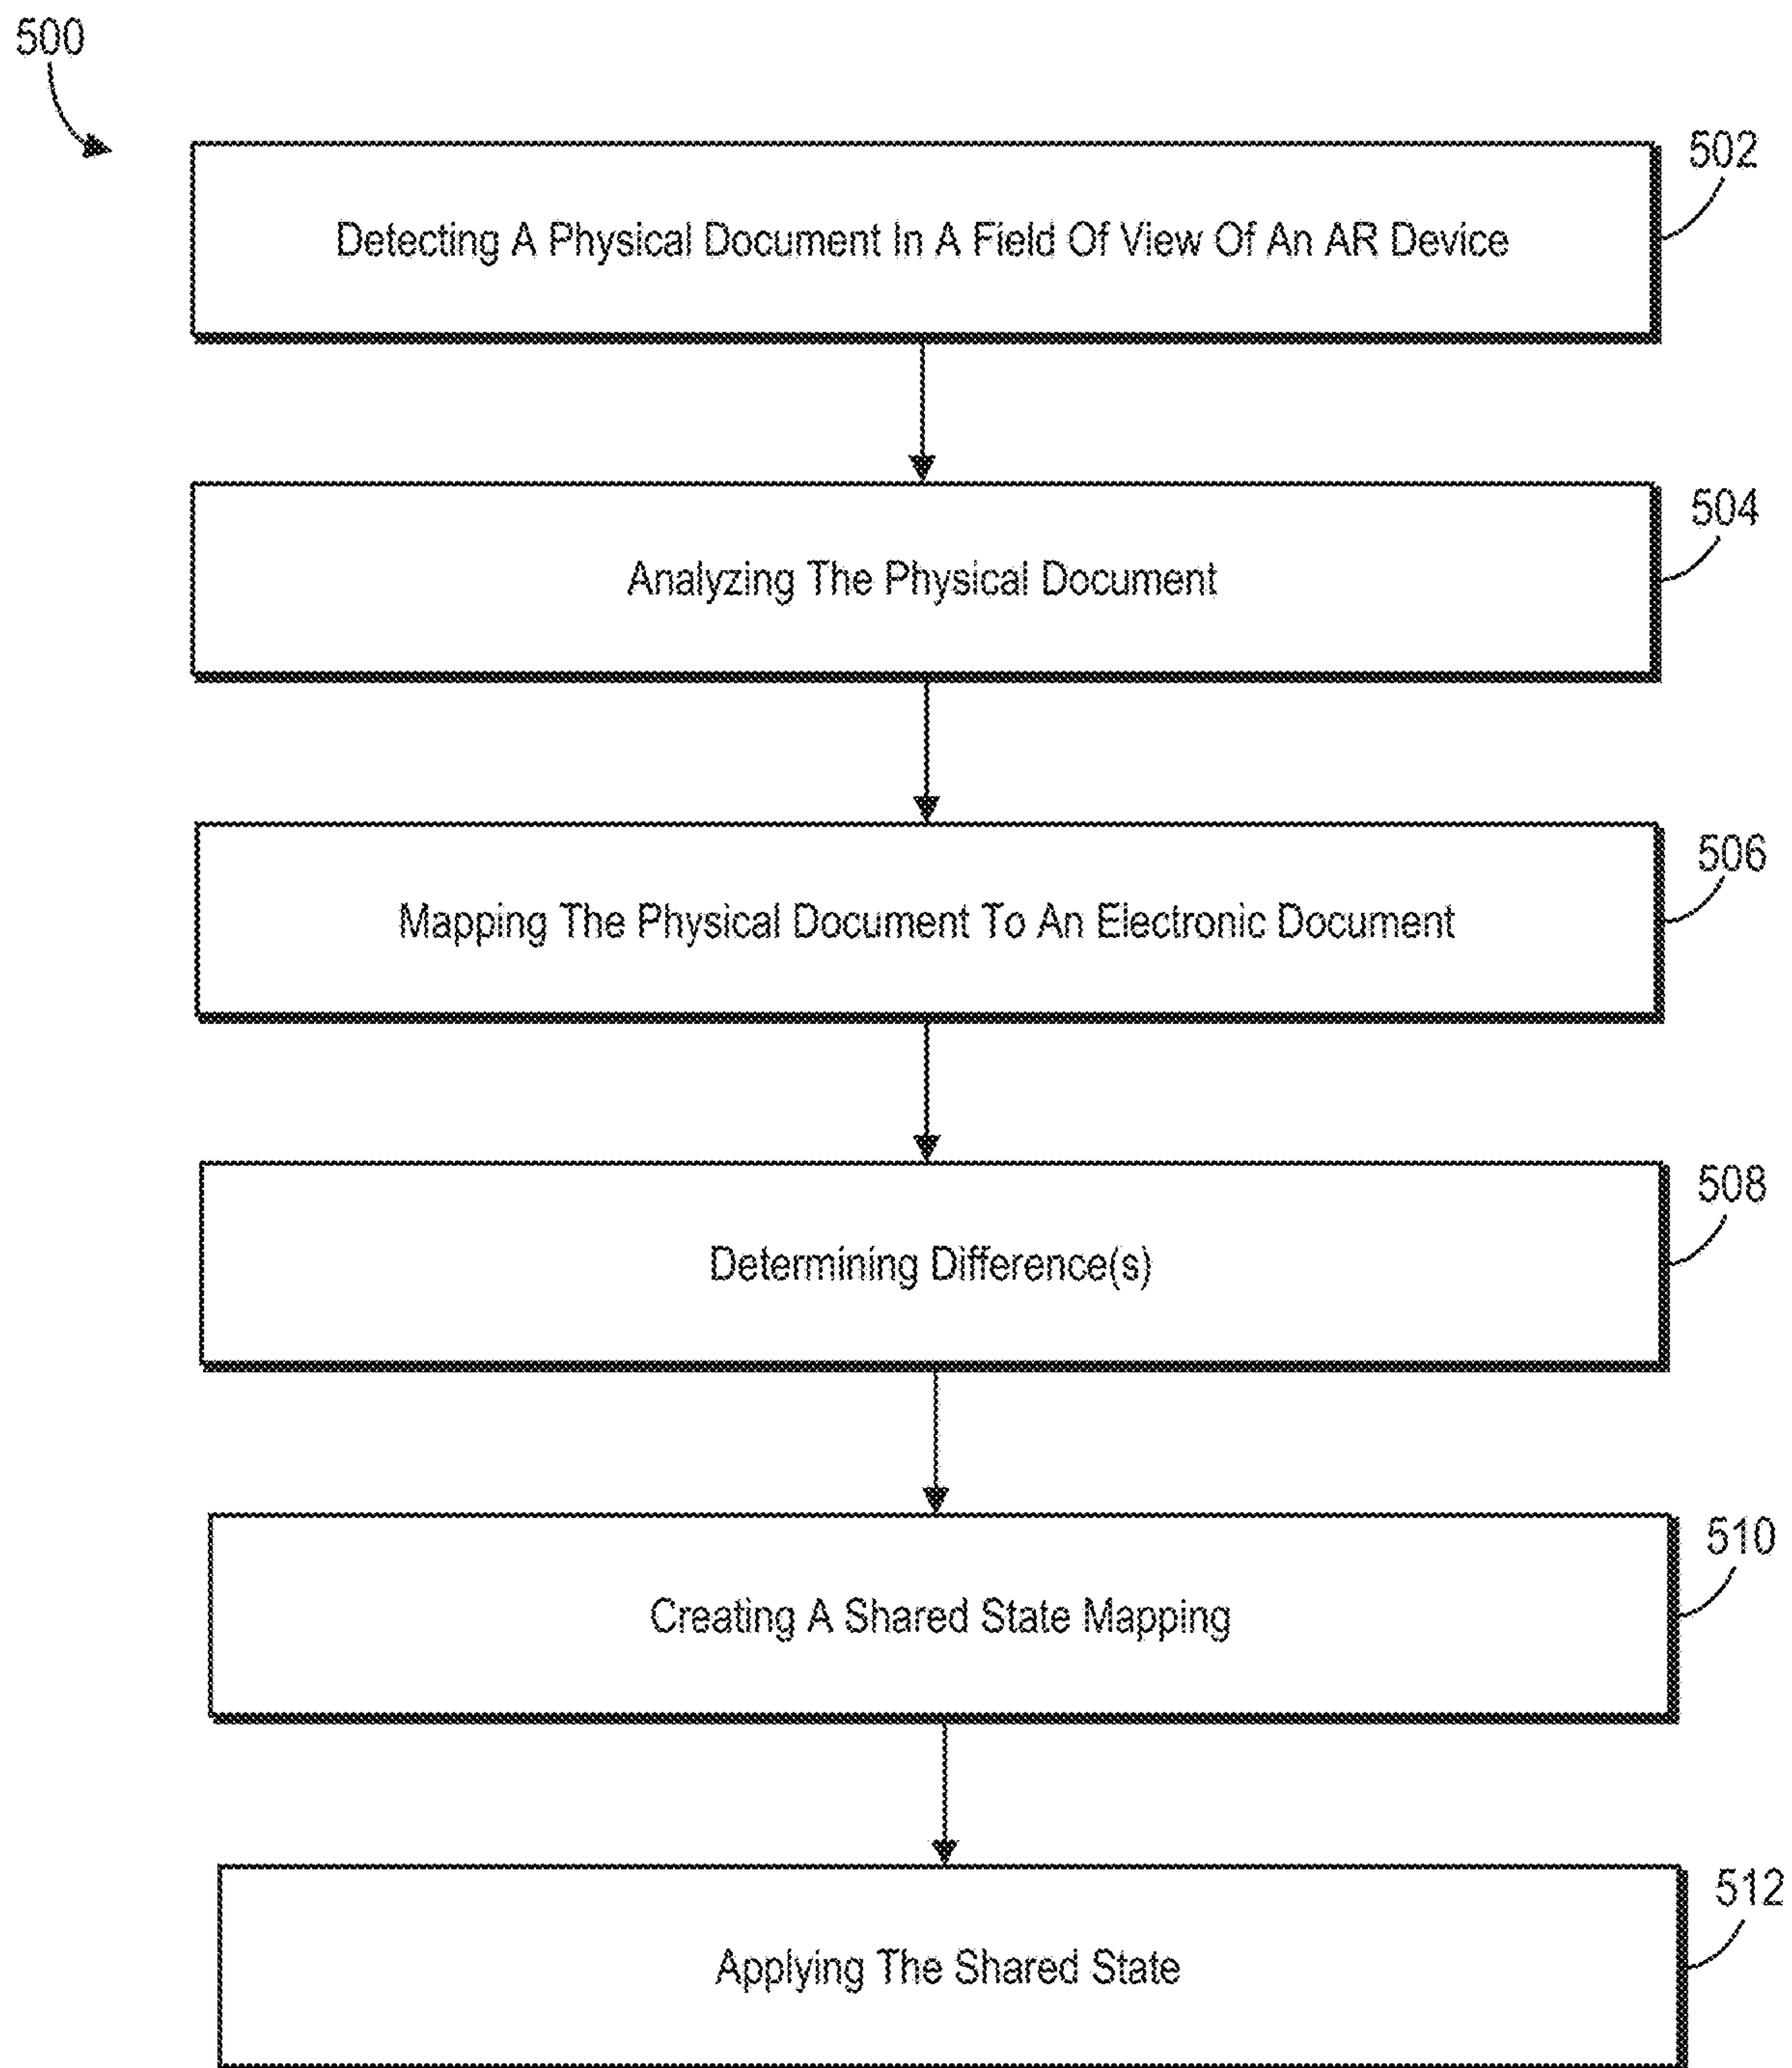 500
502
Detecting A Physical Document In A Field Of View Of An AR Device
504
Analyzing The Physical Document
506
Mapping The Physical Document To An Electronic Document
508
Determining Difference(s)
510
Creating A Shared State Mapping
512
Applying The Shared State